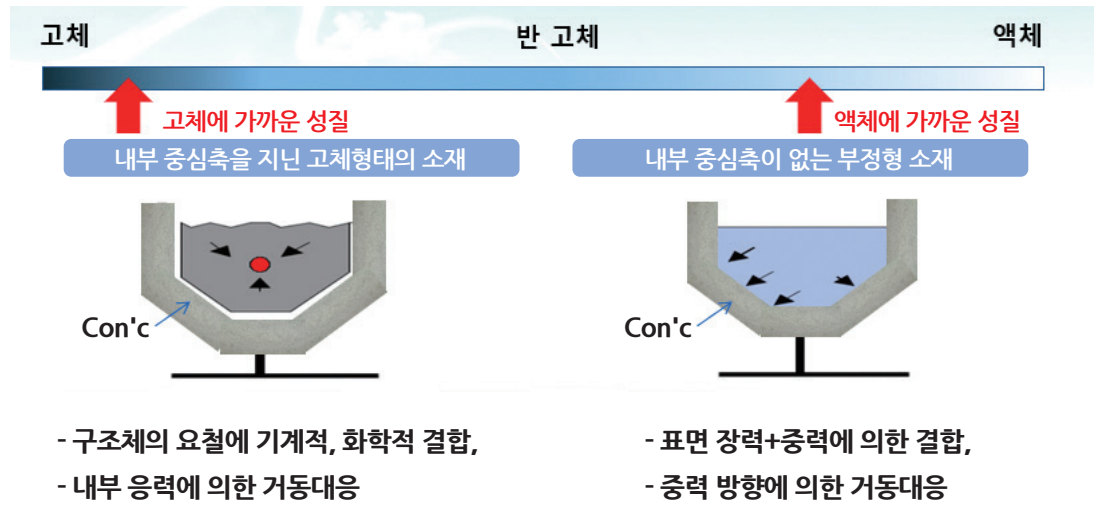 고체 반 고체 액체
고체에 가까운 성질 액체에 가까운 성질
내부 중심축을 지닌 고체형태의 소재 내부 중심축이 없는 부정형 소재
Con'c Con'c
- 구조체의 요철에 기계적, 화학적 결합,
- 내부 응력에 의한 거동대응
- 표면 장력+중력에 의한 결합,
- 중력 방향에 의한 거동대응